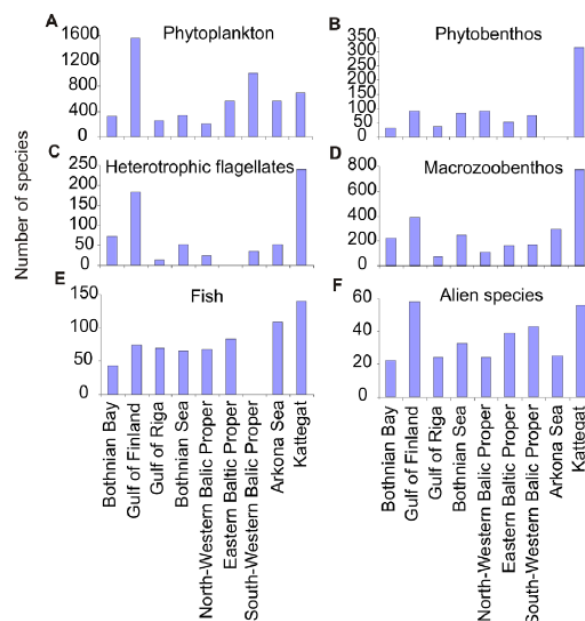 A
Phytoplankton
1600
1200
800
400
0
B
Phytobenthos
350
300
250
200
150
100
50
0
C
Heterotrophic flagellates
250
200
150
100
50
0
D
Macrozoobenthos
800
600
400
200
0
E
Fish
150
100
50
0
F
Alien species
60
40
20
0
Number of species
Bothnian Bay
Gulf of Finland
Gulf of Riga
Bothnian Sea
North-Western Balic Proper
Eastern Baltic Proper
South-Western Balic Proper
Arkona Sea
Kattegat
Bothnian Bay
Gulf of Finland
Gulf of Riga
Bothnian Sea
North-Western Balic Proper
Eastern Baltic Proper
South-Western Balic Proper
Arkona Sea
Kattegat